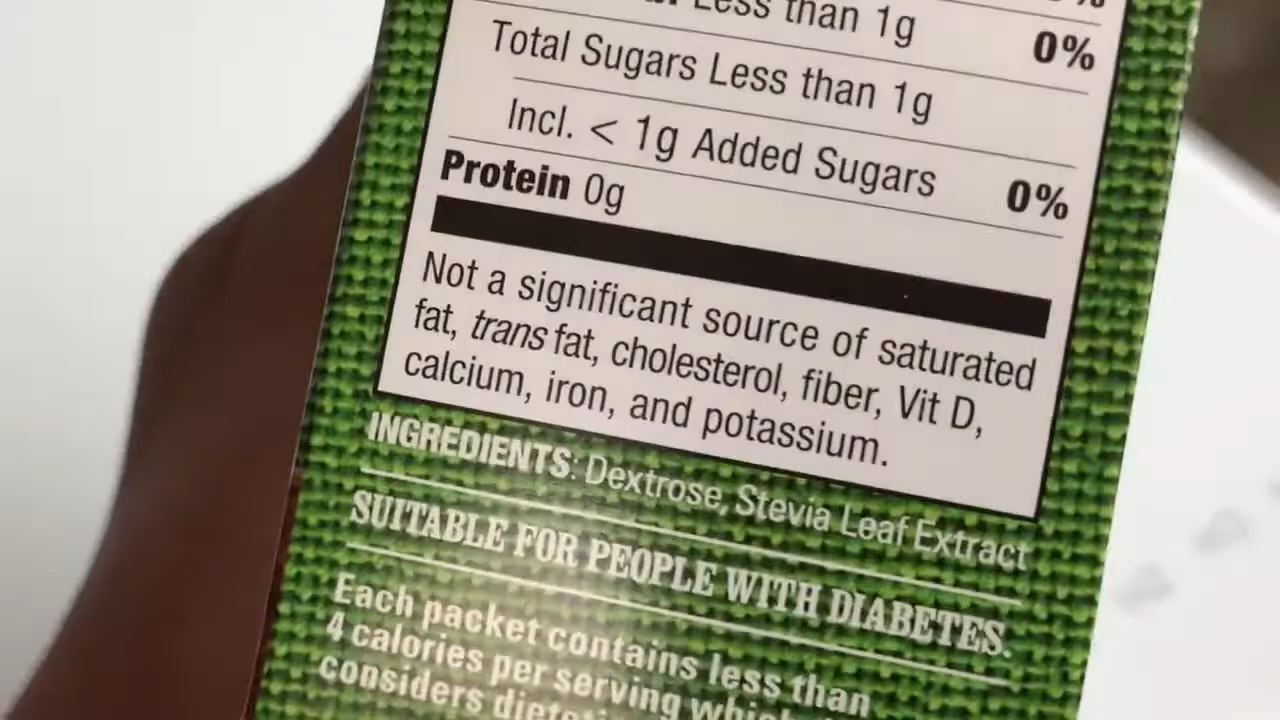 Less than 1g 0%
Total Sugars Less than 1g
Incl. < 1g Added Sugars 0%
Protein 0g
Not a significant source of saturated
fat, trans fat, cholesterol, fiber, Vit D,
calcium, iron, and potassium.
INGREDIENTS: Dextrose, Stevia Leaf Extract
SUITABLE FOR PEOPLE WITH DIABETES.
Each packet contains less than
4 calories per serving which
considers